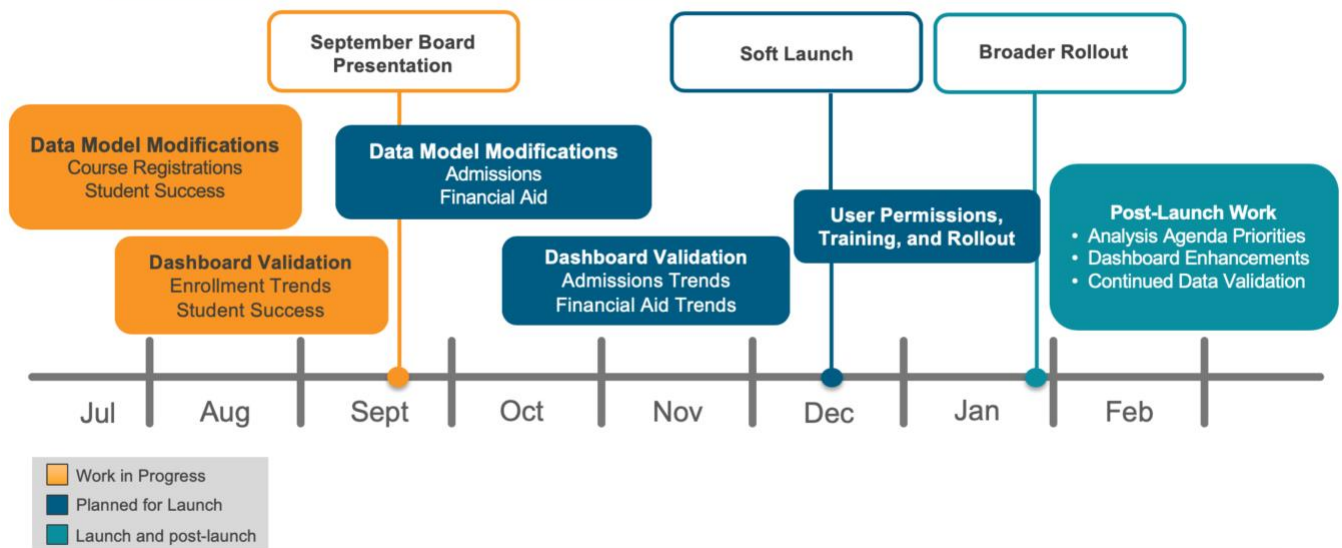 September Board
Presentation
Soft Launch
Broader Rollout
Data Model Modifications
Course Registrations
Student Success
Data Model Modifications
Admissions
Financial Aid
User Permissions,
Training, and Rollout
Post-Launch Work
• Analysis Agenda Priorities
• Dashboard Enhancements
• Continued Data Validation
Dashboard Validation
Enrollment Trends
Student Success
Dashboard Validation
Admissions Trends
Financial Aid Trends
Jul Aug Sept Oct Nov Dec Jan Feb
Work in Progress
Planned for Launch
Launch and post-launch